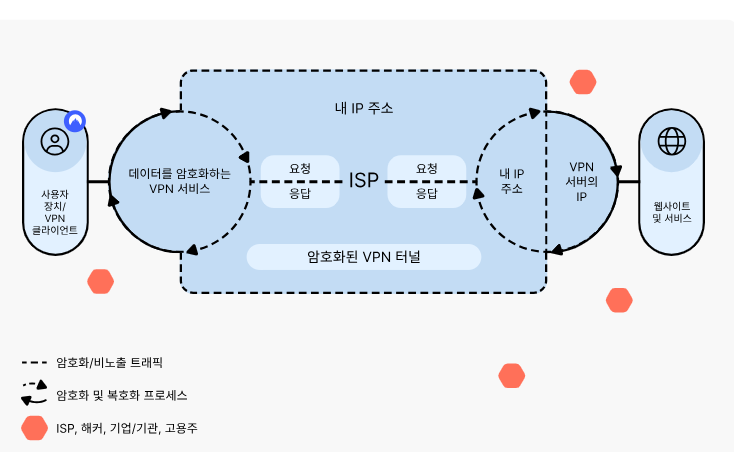 내 IP 주소
사용자
장치/
VPN
클라이언트
데이터를 암호화하는
VPN 서비스
요청
응답
ISP
요청
응답
내 IP
주소
VPN
서버의
IP
웹사이트
및 서비스
암호화된 VPN 터널
암호화/비노출 트래픽
암호화 및 복호화 프로세스
ISP, 해커, 기업/기관, 고용주